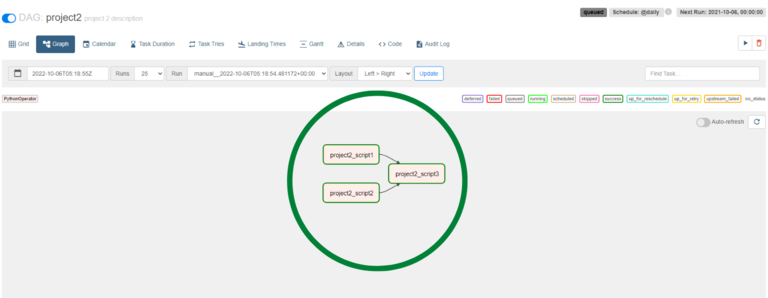 DAG: project2 project 2 description
queued Schedule: @daily Next Run: 2021-10-06, 00:00:00
Grid Graph Calendar Task Duration Task Tries Landing Times Gantt Details <> Code Audit Log
2022-10-06T05:18:55Z Runs 25 Run manual__2022-10-06T05:18:54.481172+00:00 Layout Left > Right Update Find Task...
PythonOperator deferred failed queued running scheduled skipped success up_for_reschedule up_for_retry upstream_failed no_status
Auto-refresh
project2_script1
project2_script3
project2_script2